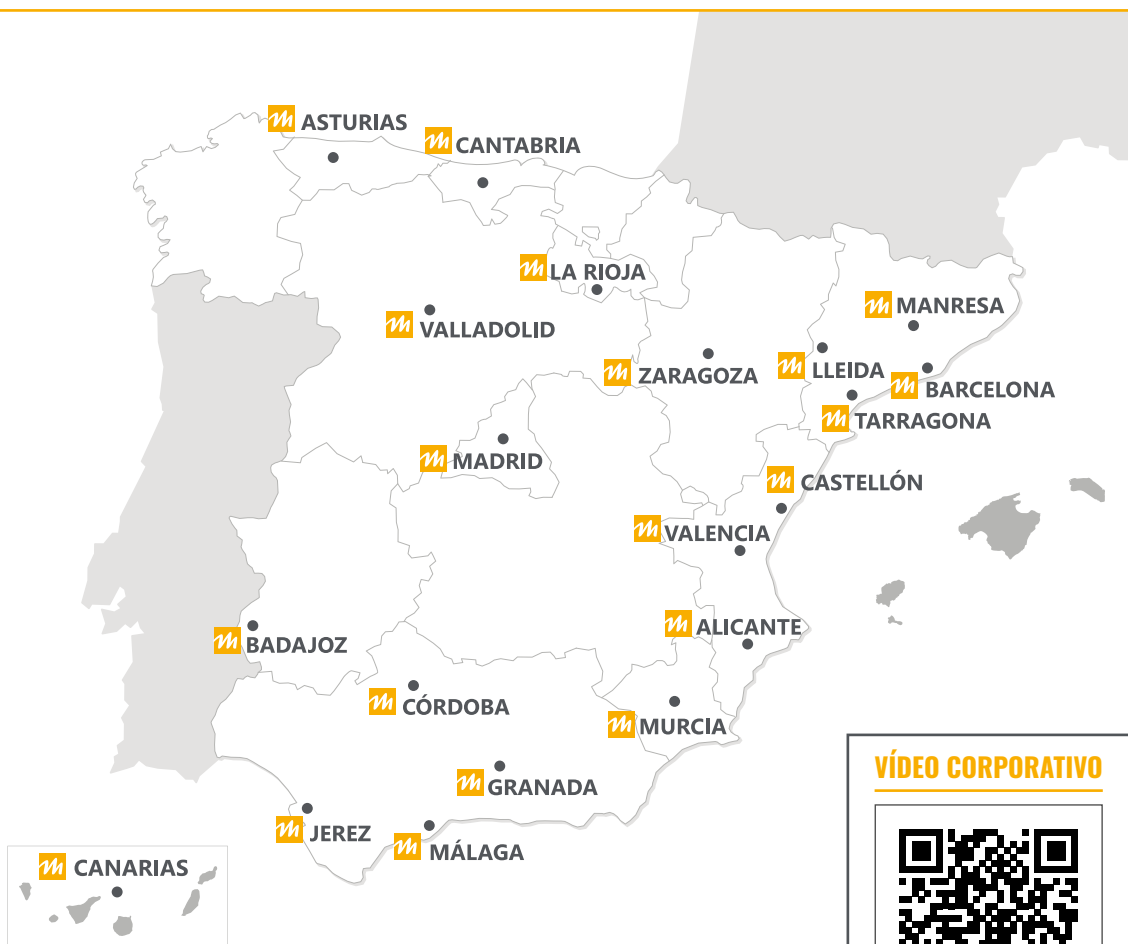 ASTURIAS
CANTABRIA
LA RIOJA
MANRESA
VALLADOLID
ZARAGOZA
LLEIDA
BARCELONA
TARRAGONA
MADRID
CASTELLÓN
VALENCIA
ALICANTE
BADAJOZ
CÓRDOBA
MURCIA
GRANADA
JEREZ
MÁLAGA
CANARIAS
VÍDEO CORPORATIVO